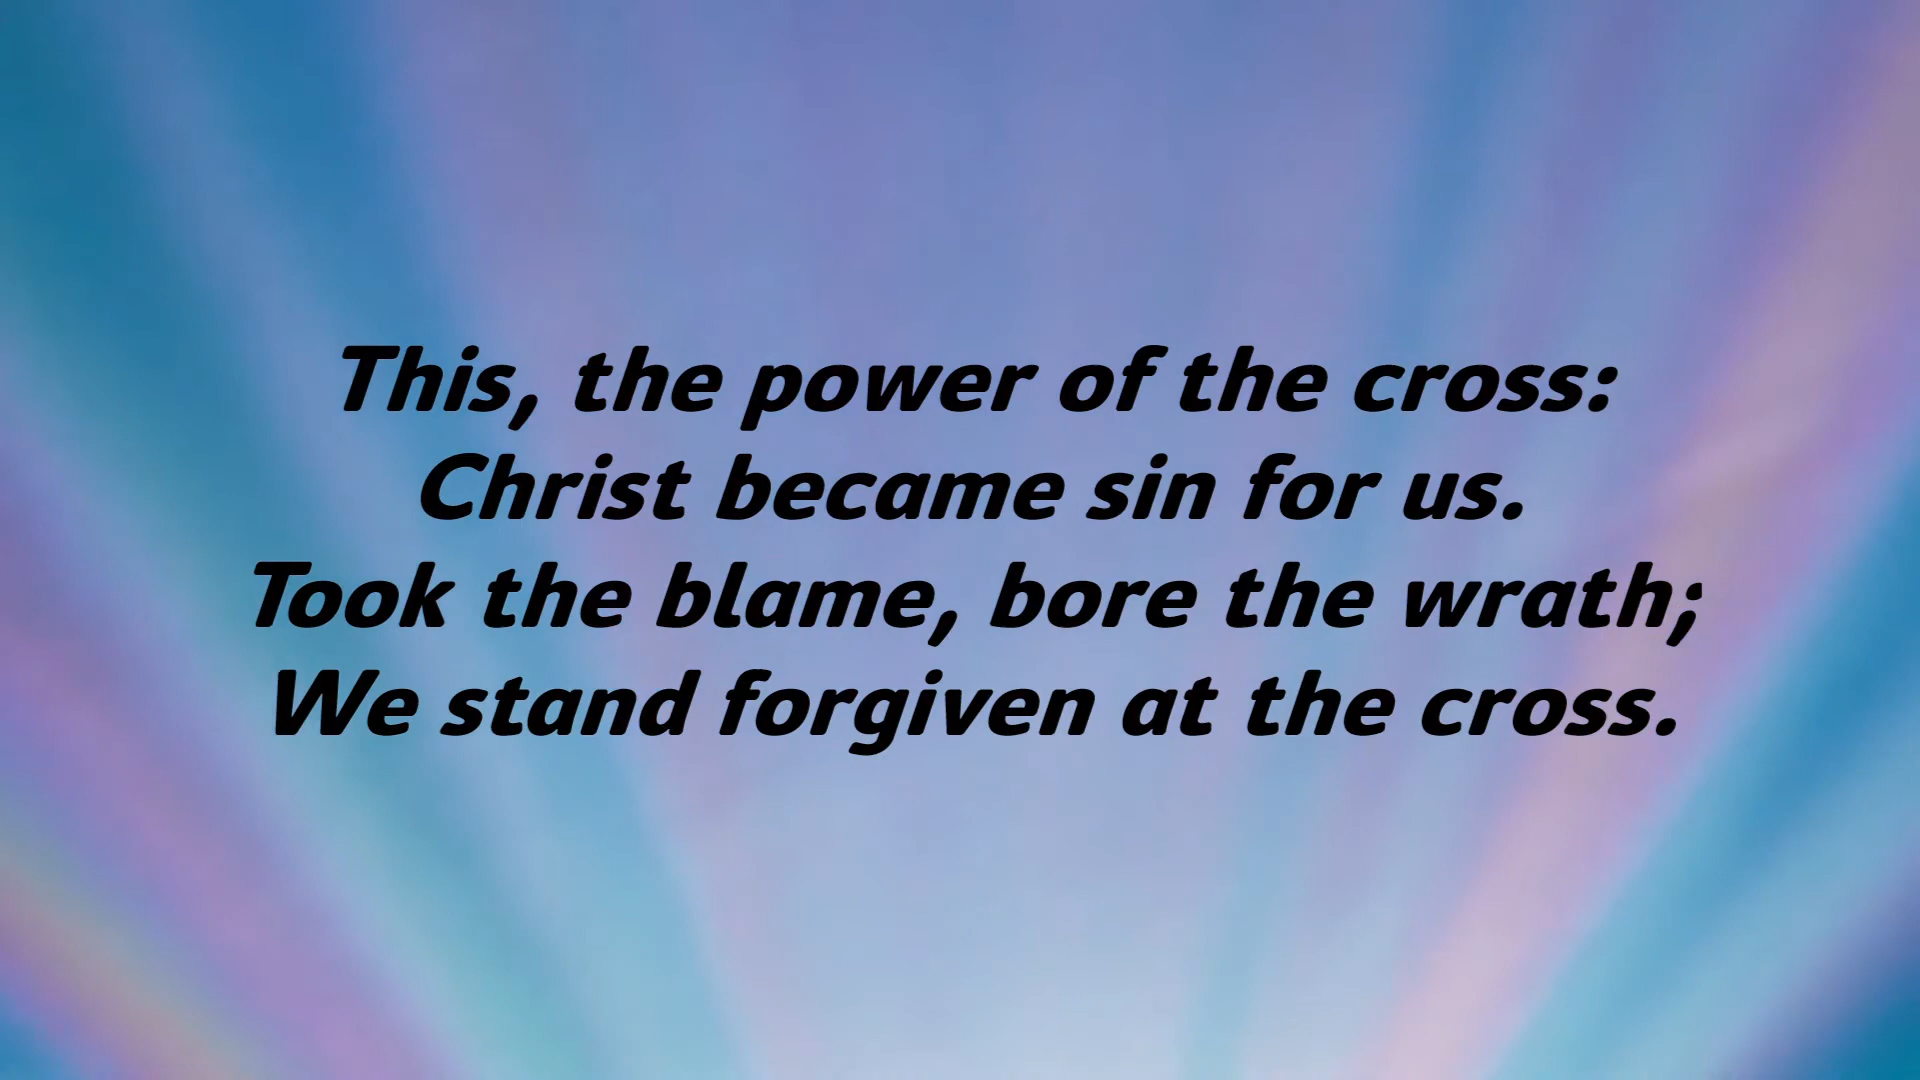 This, the power of the cross:
Christ became sin for us.
Took the blame, bore the wrath;
We stand forgiven at the cross.